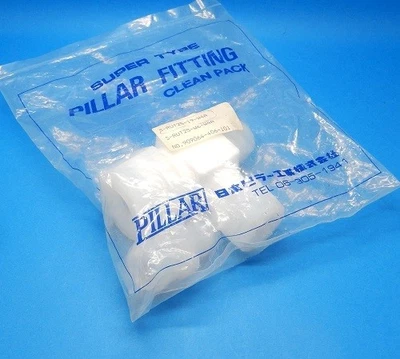 SUPER TYPE
PILLAR FITTING
CLEAN PACK
PILLAR
日本ピラー工業株式会社
TEL 06-305-1941